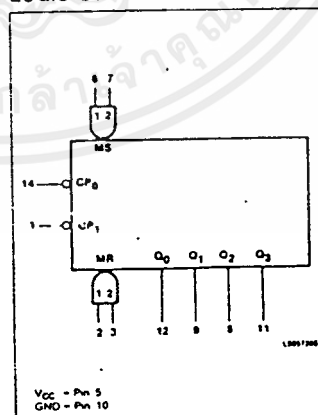 6 7
1 2
MS
14 CP0
1 CP1
MR Q0 Q1 Q2 Q3
1 2
2 3 12 9 8 11
VCC = Pin 5
GND = Pin 10